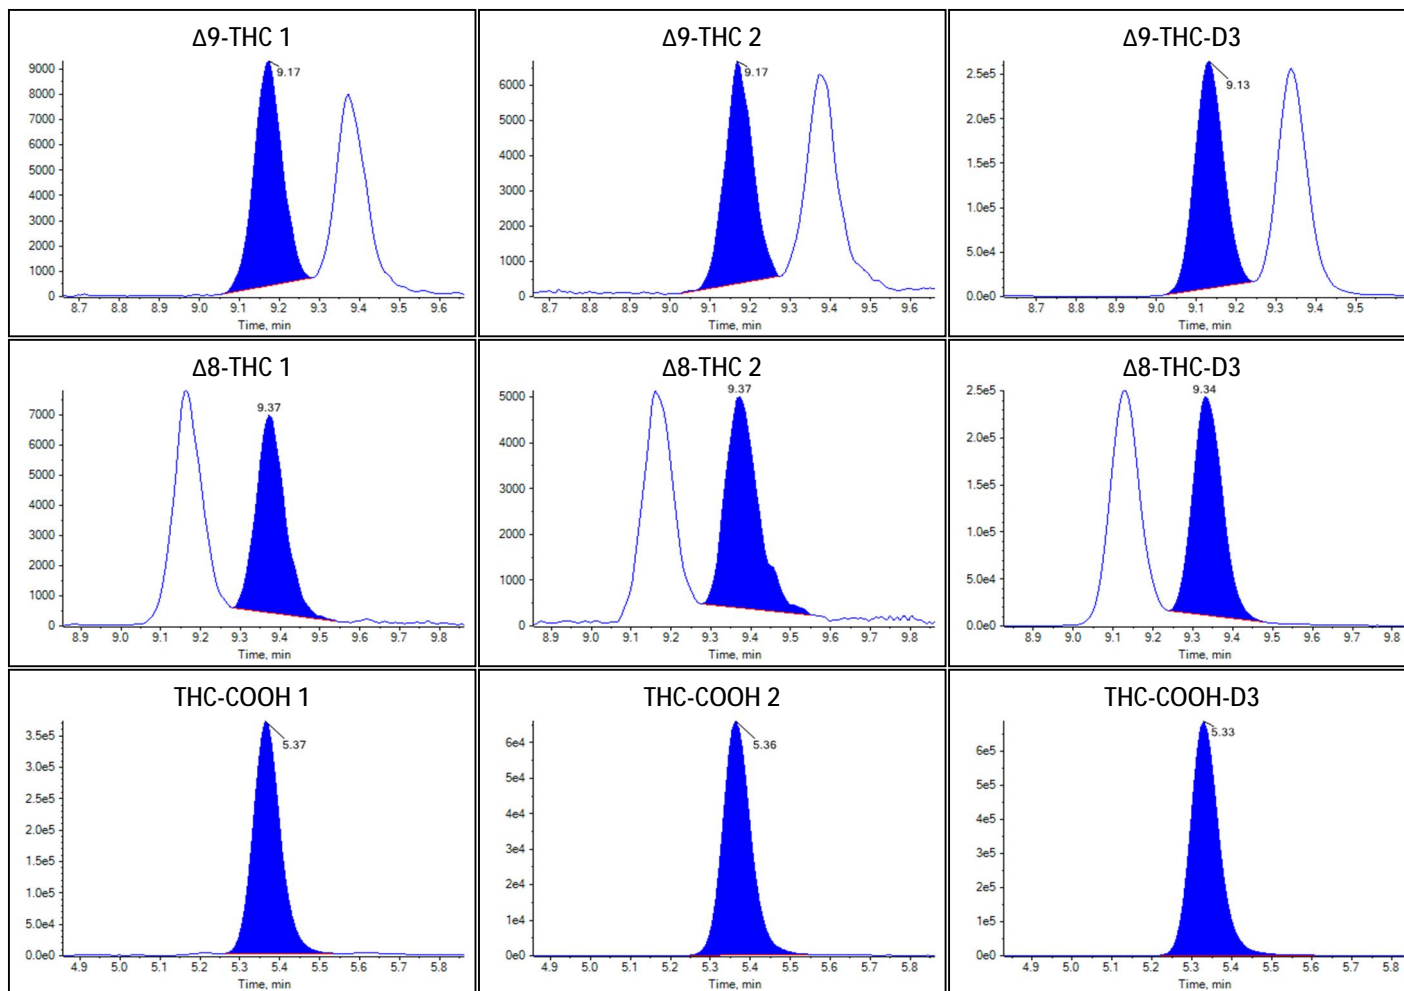 Δ9-THC 1
9.17
9000
8000
7000
6000
5000
4000
3000
2000
1000
0
8.7 8.8 8.9 9.0 9.1 9.2 9.3 9.4 9.5 9.6
Time, min
Δ9-THC 2
9.17
6000
5000
4000
3000
2000
1000
0
8.7 8.8 8.9 9.0 9.1 9.2 9.3 9.4 9.5 9.6
Time, min
Δ9-THC-D3
9.13
2.5e5
2.0e5
1.5e5
1.0e5
5.0e4
0.0e0
8.7 8.8 8.9 9.0 9.1 9.2 9.3 9.4 9.5
Time, min
Δ8-THC 1
9.37
7000
6000
5000
4000
3000
2000
1000
0
8.9 9.0 9.1 9.2 9.3 9.4 9.5 9.6 9.7 9.8
Time, min
Δ8-THC 2
9.37
5000
4000
3000
2000
1000
0
8.9 9.0 9.1 9.2 9.3 9.4 9.5 9.6 9.7 9.8
Time, min
Δ8-THC-D3
9.34
2.5e5
2.0e5
1.5e5
1.0e5
5.0e4
0.0e0
8.9 9.0 9.1 9.2 9.3 9.4 9.5 9.6 9.7 9.8
Time, min
THC-COOH 1
5.37
3.5e5
3.0e5
2.5e5
2.0e5
1.5e5
1.0e5
5.0e4
0.0e0
4.9 5.0 5.1 5.2 5.3 5.4 5.5 5.6 5.7 5.8
Time, min
THC-COOH 2
5.36
6e4
5e4
4e4
3e4
2e4
1e4
0e0
4.9 5.0 5.1 5.2 5.3 5.4 5.5 5.6 5.7 5.8
Time, min
THC-COOH-D3
5.33
6e5
5e5
4e5
3e5
2e5
1e5
0e0
4.9 5.0 5.1 5.2 5.3 5.4 5.5 5.6 5.7 5.8
Time, min